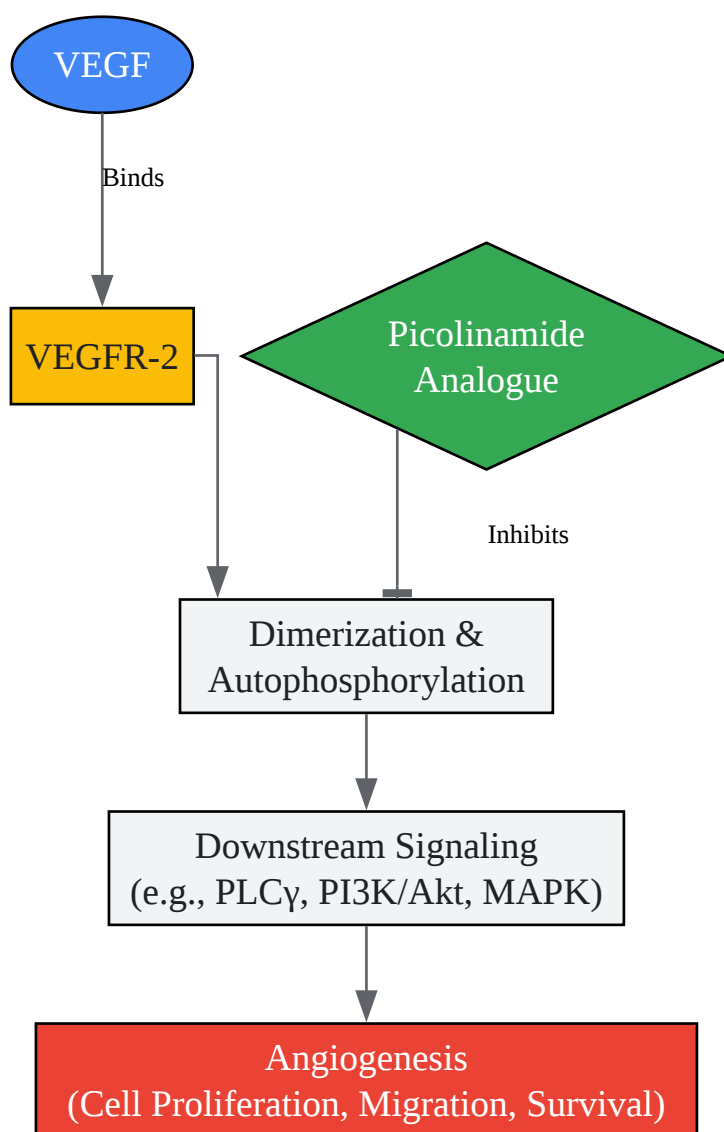 VEGF
Binds
VEGFR-2
Picolinamide
Analogue
Inhibits
Dimerization &
Autophosphorylation
Downstream Signaling
(e.g., PLCγ, PI3K/Akt, MAPK)
Angiogenesis
(Cell Proliferation, Migration, Survival)